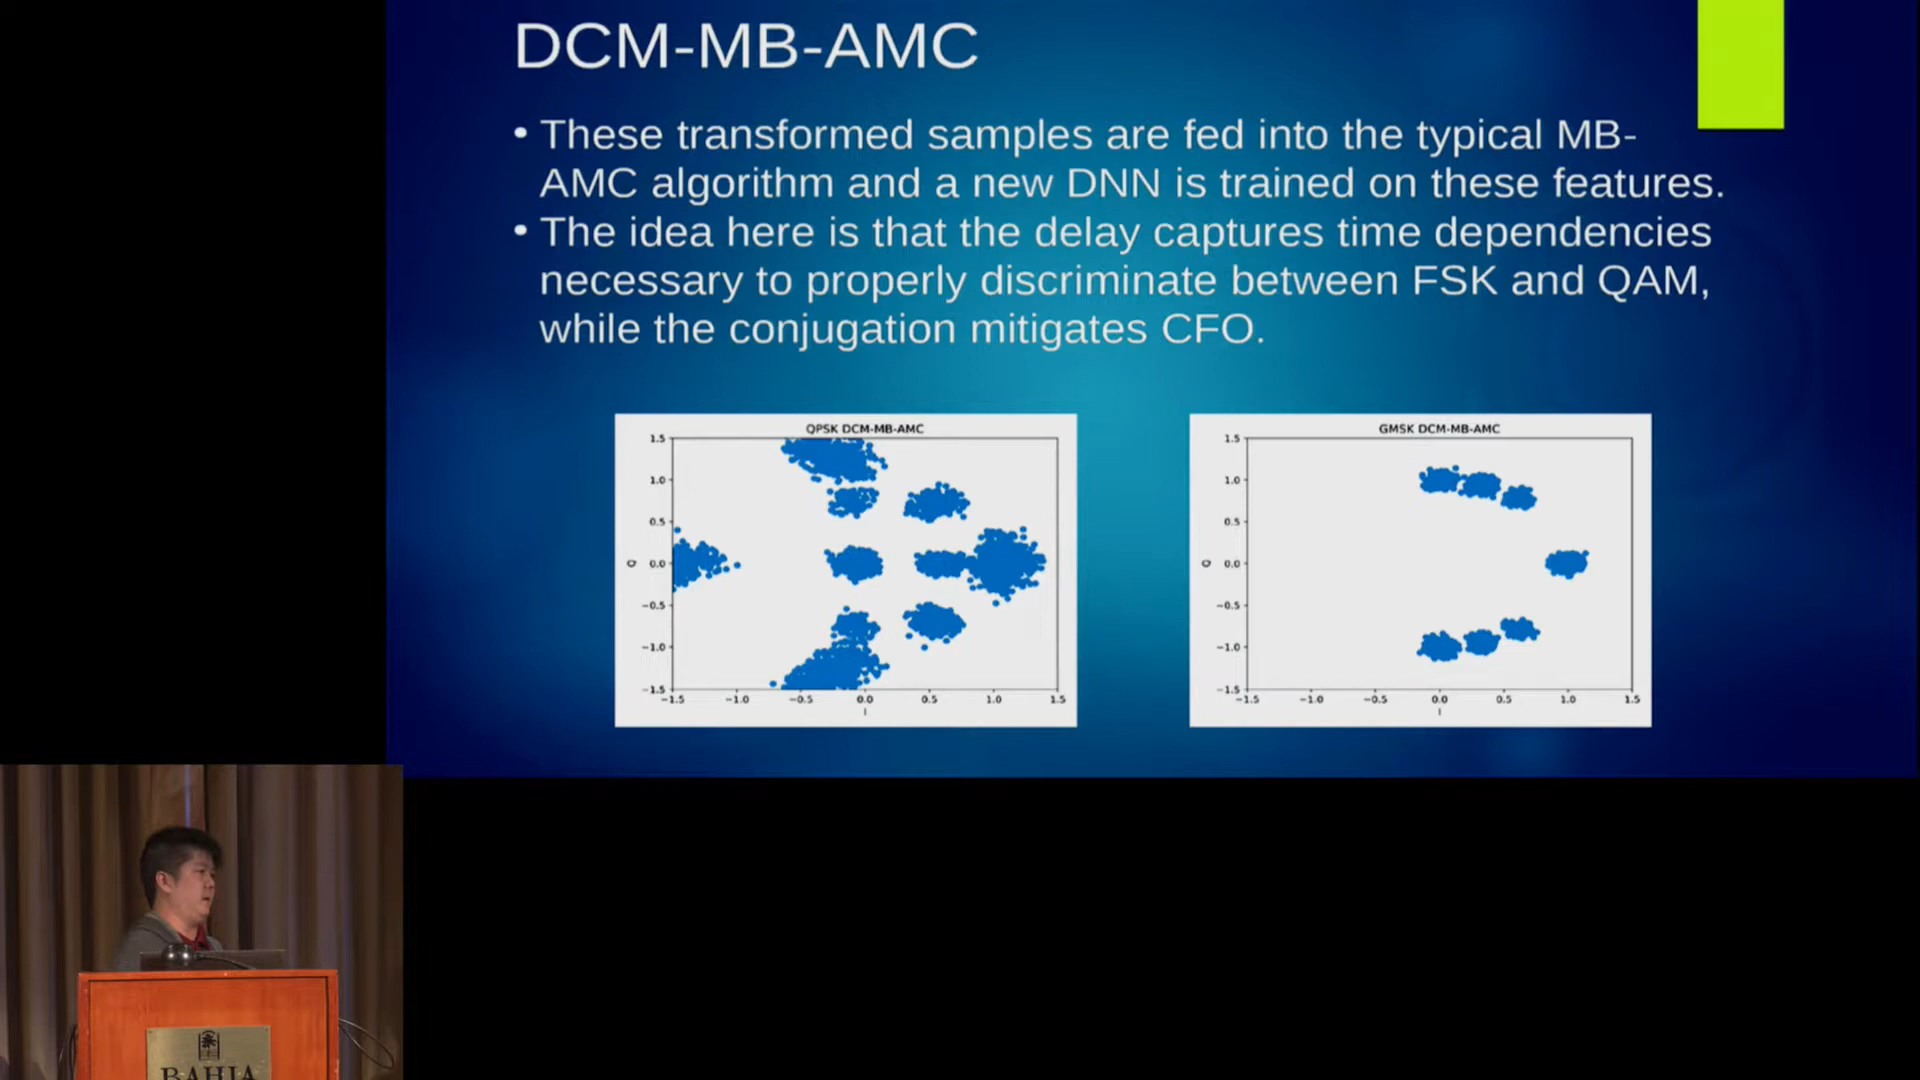 DCM-MB-AMC
• These transformed samples are fed into the typical MB-
AMC algorithm and a new DNN is trained on these features.
• The idea here is that the delay captures time dependencies
necessary to properly discriminate between FSK and QAM,
while the conjugation mitigates CFO.
QPSK DCM-MB-AMC
1.5
1.0
0.5
0.0
−0.5
−1.0
−1.5
Q
−1.5 −1.0 −0.5 0.0 0.5 1.0 1.5
I
GMSK DCM-MB-AMC
1.5
1.0
0.5
0.0
−0.5
−1.0
−1.5
Q
−1.5 −1.0 −0.5 0.0 0.5 1.0 1.5
I
BAHIA